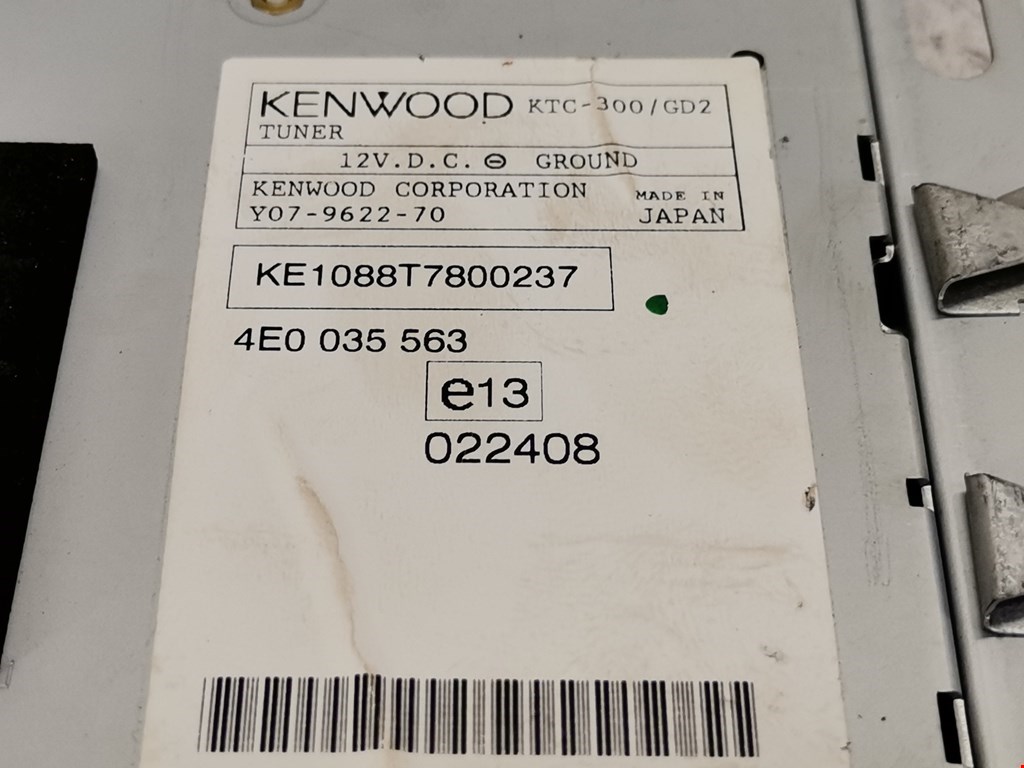 KENWOOD KTC-300/GD2
TUNER
12V.D.C. ⊖ GROUND
KENWOOD CORPORATION MADE IN
Y07-9622-70 JAPAN
KE1088T7800237
4E0 035 563
e13
022408